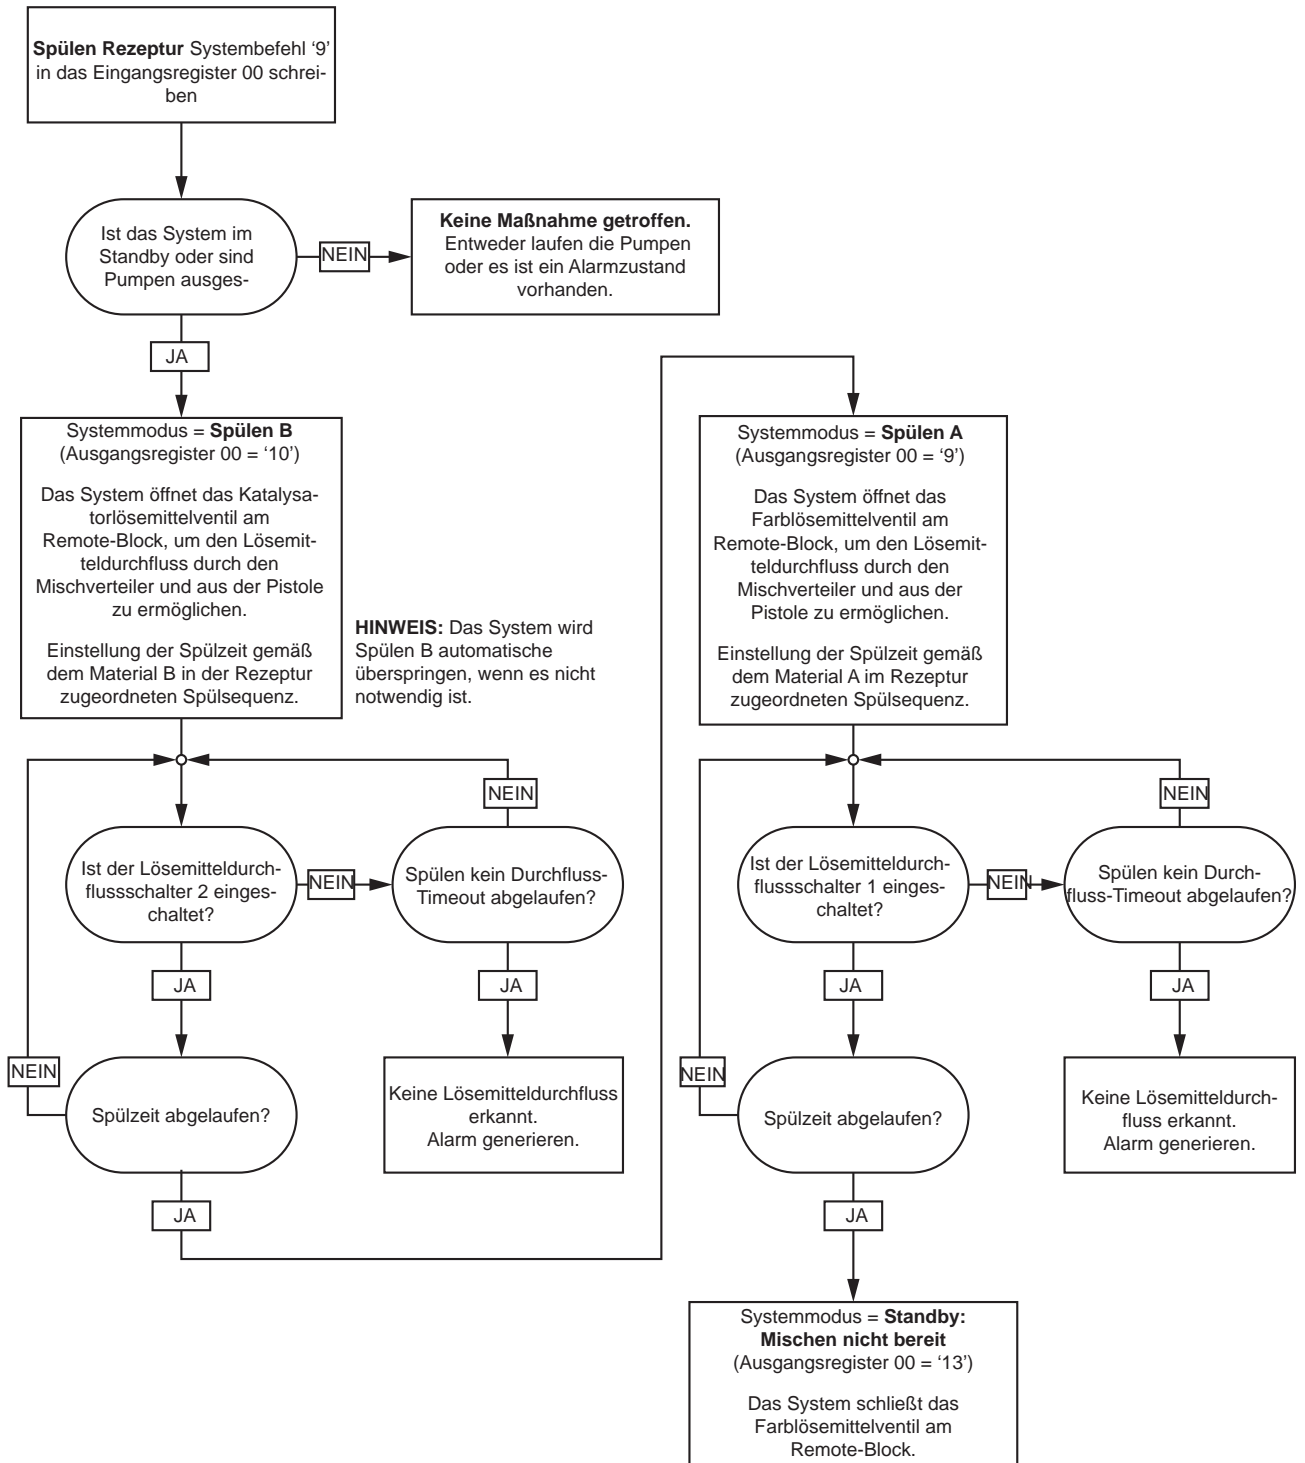 Spülen Rezeptur Systembefehl ‘9’
in das Eingangsregister 00 schrei-
ben
Ist das System im
Standby oder sind
Pumpen ausges-
NEIN
Keine Maßnahme getroffen.
Entweder laufen die Pumpen
oder es ist ein Alarmzustand
vorhanden.
JA
Systemmodus = Spülen B
(Ausgangsregister 00 = ‘10’)
Das System öffnet das Katalysa-
torlösemittelventil am
Remote-Block, um den Lösemit-
teldurchfluss durch den
Mischverteiler und aus der Pistole
zu ermöglichen.
Einstellung der Spülzeit gemäß
dem Material B in der Rezeptur
zugeordneten Spülsequenz.
HINWEIS: Das System wird
Spülen B automatische
überspringen, wenn es nicht
notwendig ist.
NEIN
Ist der Lösemitteldurch-
flussschalter 2 einges-
chaltet?
NEIN
Spülen kein Durchfluss-
Timeout abgelaufen?
JA
JA
NEIN
Spülzeit abgelaufen?
Keine Lösemitteldurchfluss
erkannt.
Alarm generieren.
JA
Systemmodus = Spülen A
(Ausgangsregister 00 = ‘9’)
Das System öffnet das
Farblösemittelventil am
Remote-Block, um den Lösemit-
teldurchfluss durch den
Mischverteiler und aus der
Pistole zu ermöglichen.
Einstellung der Spülzeit gemäß
dem Material A im Rezeptur
zugeordneten Spülsequenz.
NEIN
Ist der Lösemitteldurch-
flussschalter 1 einges-
chaltet?
NEIN
Spülen kein Durch-
fluss-Timeout abgelaufen?
JA
JA
NEIN
Spülzeit abgelaufen?
Keine Lösemitteldurch-
fluss erkannt.
Alarm generieren.
JA
Systemmodus = Standby:
Mischen nicht bereit
(Ausgangsregister 00 = ‘13’)
Das System schließt das
Farblösemittelventil am
Remote-Block.